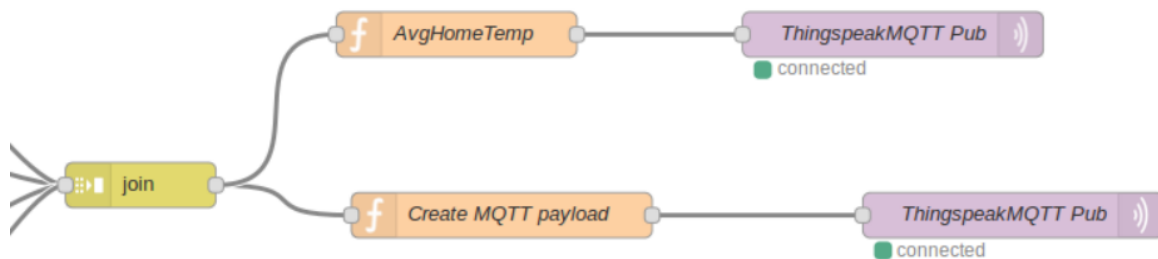 AvgHomeTemp
ThingspeakMQTT Pub
connected
join
Create MQTT payload
ThingspeakMQTT Pub
connected